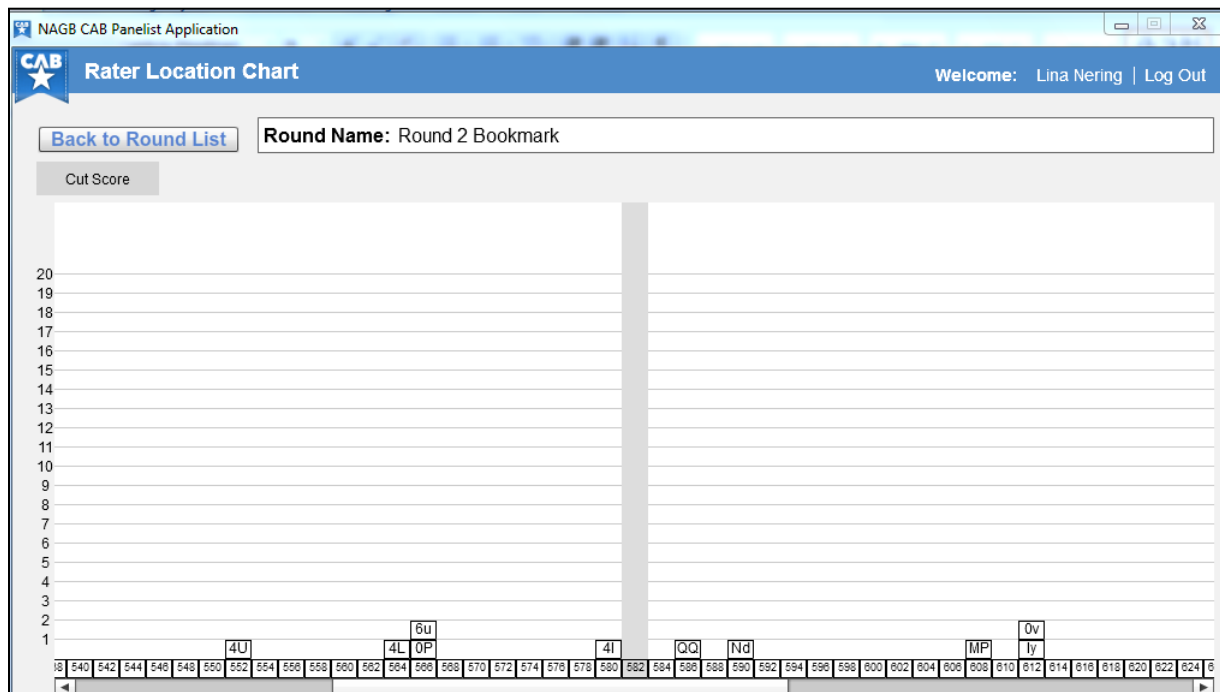 NAGB CAB Panelist Application
CAB
Rater Location Chart
Welcome: Lina Nering | Log Out
Back to Round List
Round Name: Round 2 Bookmark
Cut Score
20
19
18
17
16
15
14
13
12
11
10
9
8
7
6
5
4
3
2 6u 0v
1 4U 4L 0P 4I QQ Nd MP
540 542 544 546 548 550 552 554 556 558 560 562 564 566 568 570 572 574 576 578 580 582 584 586 588 590 592 594 596 598 600 602 604 606 608 610 612 614 616 618 620 622 624